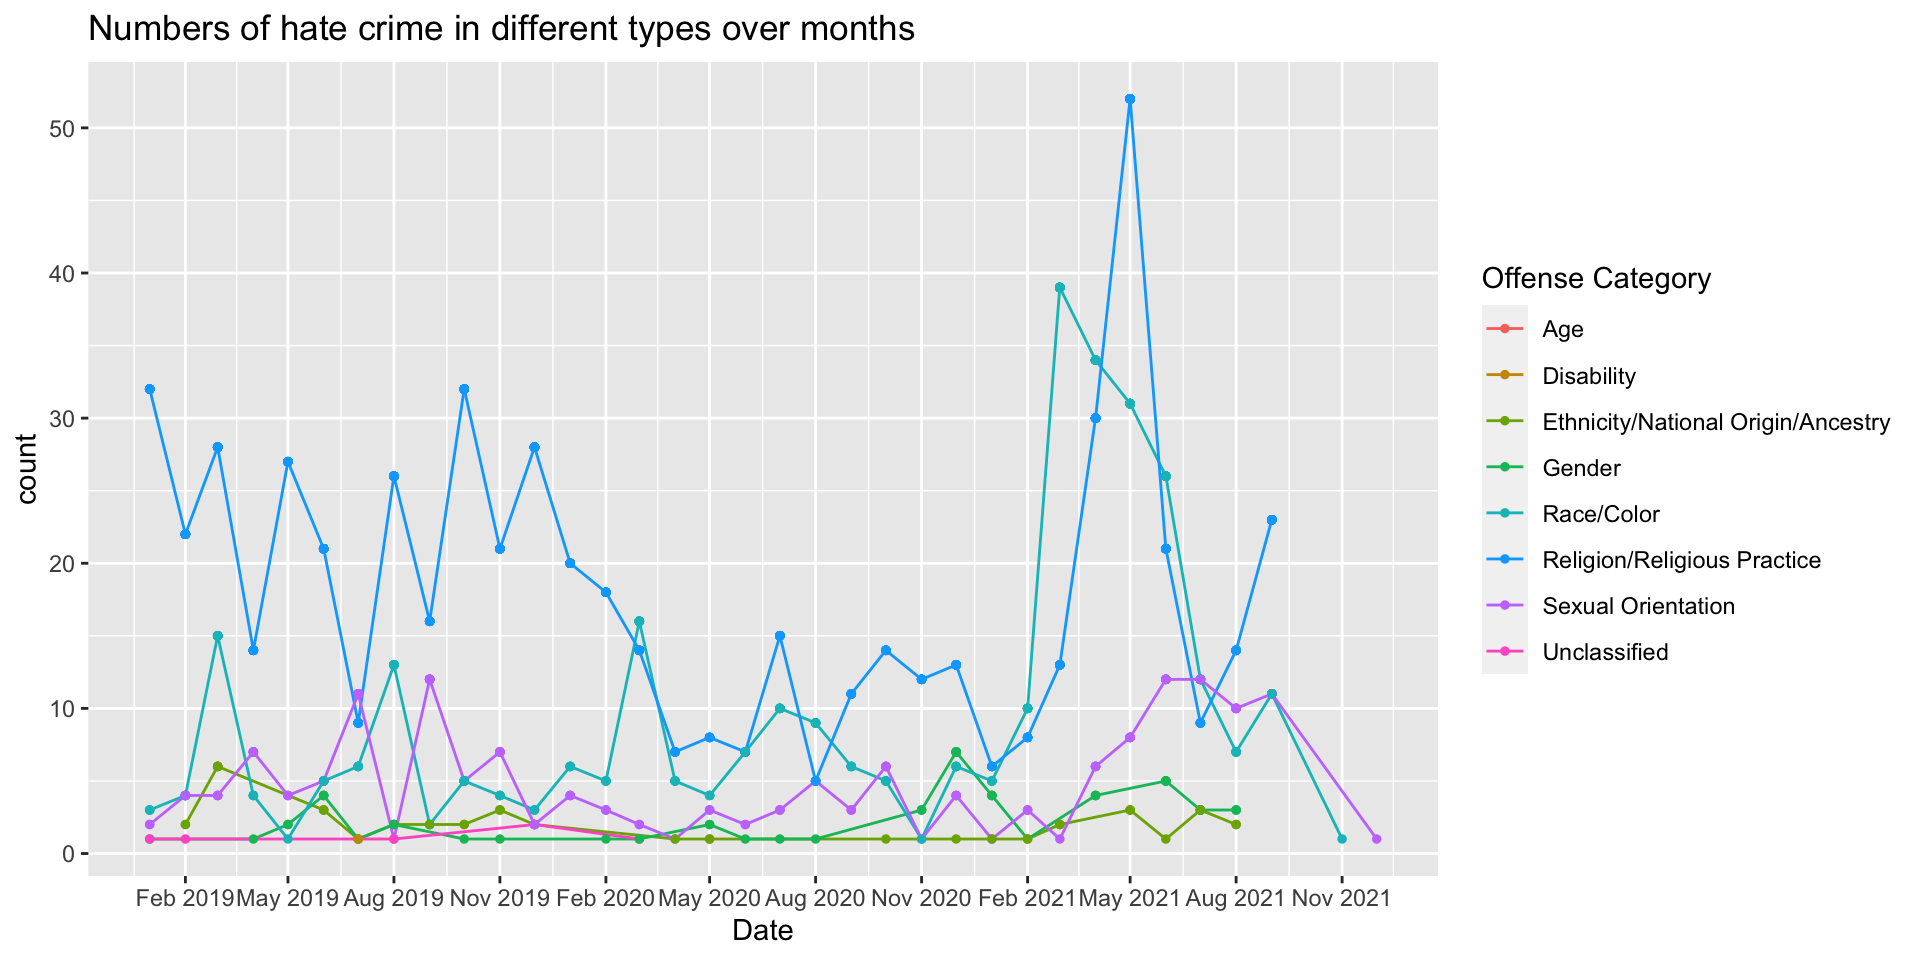 Numbers of hate crime in different types over months
50
40
30
20
10
0
count
Feb 2019 May 2019 Aug 2019 Nov 2019 Feb 2020 May 2020 Aug 2020 Nov 2020 Feb 2021 May 2021 Aug 2021 Nov 2021
Date
Offense Category
Age
Disability
Ethnicity/National Origin/Ancestry
Gender
Race/Color
Religion/Religious Practice
Sexual Orientation
Unclassified